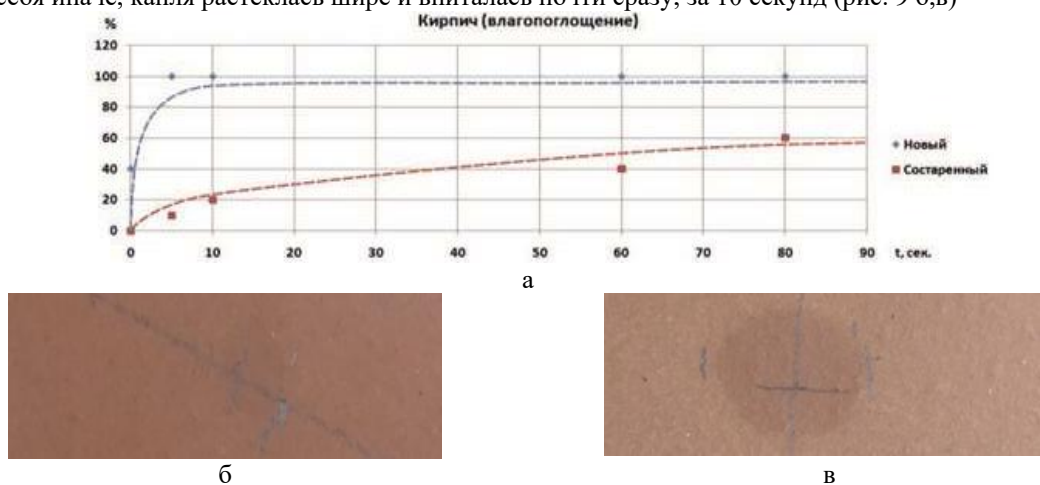 себя иначе, капля растеклась шире и впиталась почти сразу, за 10 секунд (рис. 9 б,в)
Кирпич (влагопоглощение)
%
120
100
80
60
40
20
0
0 10 20 30 40 50 60 70 80 90 t, сек.
Новый
Состаренный
а
б
в